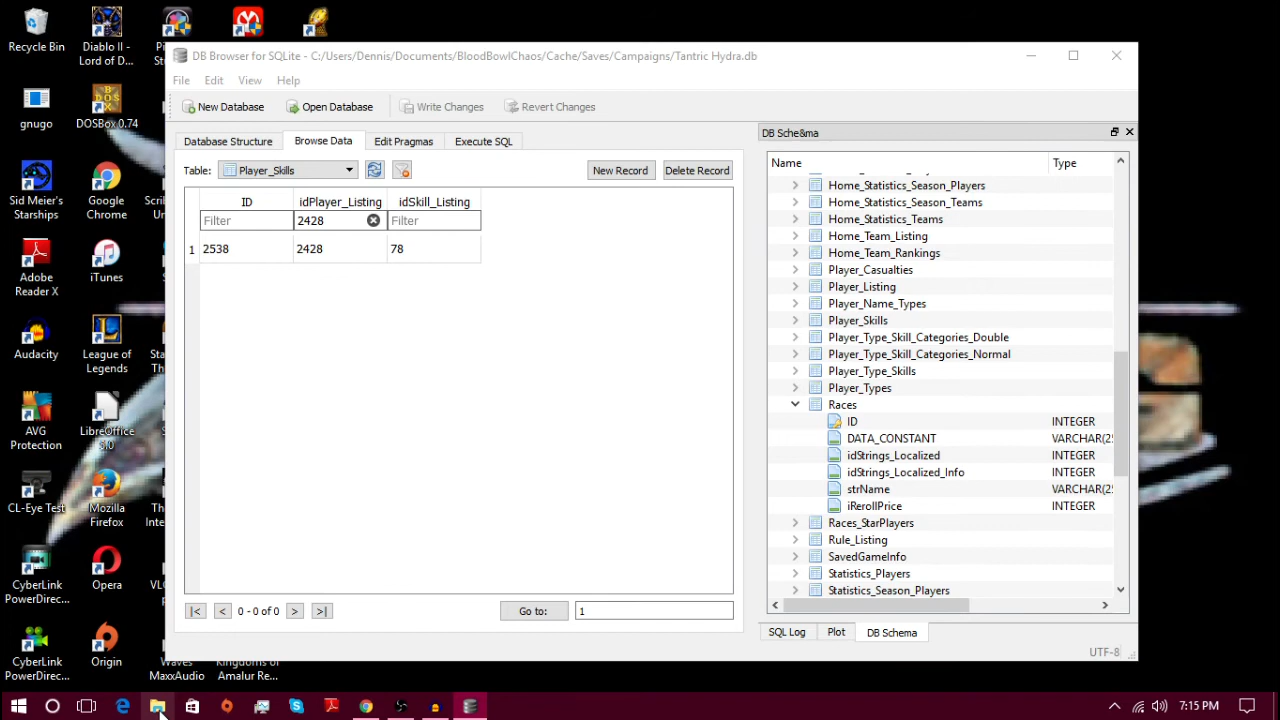 Recycle Bin
Diablo II -
Lord of D...
DB Browser for SQLite - C:/Users/Dennis/Documents/BloodBowlChaos/Cache/Saves/Campaigns/Tantric Hydra.db
File Edit View Help
New Database Open Database Write Changes Revert Changes
gnugo
DOSBox 0.74
Database Structure Browse Data Edit Pragmas Execute SQL
Table: Player_Skills New Record Delete Record
ID idPlayer_Listing idSkill_Listing
Filter 2428 Filter
1 2538 2428 78
|< < 0 - 0 of 0 > >| Go to: 1
DB Sche&ma
Name Type
Home_Statistics_Season_Players
Home_Statistics_Season_Teams
Home_Statistics_Teams
Home_Team_Listing
Home_Team_Rankings
Player_Casualties
Player_Listing
Player_Name_Types
Player_Skills
Player_Type_Skill_Categories_Double
Player_Type_Skill_Categories_Normal
Player_Type_Skills
Player_Types
Races
ID INTEGER
DATA_CONSTANT VARCHAR(25
idStrings_Localized INTEGER
idStrings_Localized_Info INTEGER
strName VARCHAR(25
iRerollPrice INTEGER
Races_StarPlayers
Rule_Listing
SavedGameInfo
Statistics_Players
Statistics_Season_Players
SQL Log Plot DB Schema
UTF-8
Sid Meier's
Starships
Google
Chrome
Adobe
Reader X
iTunes
Audacity
League of
Legends
AVG
Protection
LibreOffice
CL-Eye Test
Mozilla
Firefox
CyberLink
PowerDirec...
Opera
CyberLink
PowerDirec...
Origin
Waves
MaxxAudio
Kingdoms of
Amalur Re...
7:15 PM